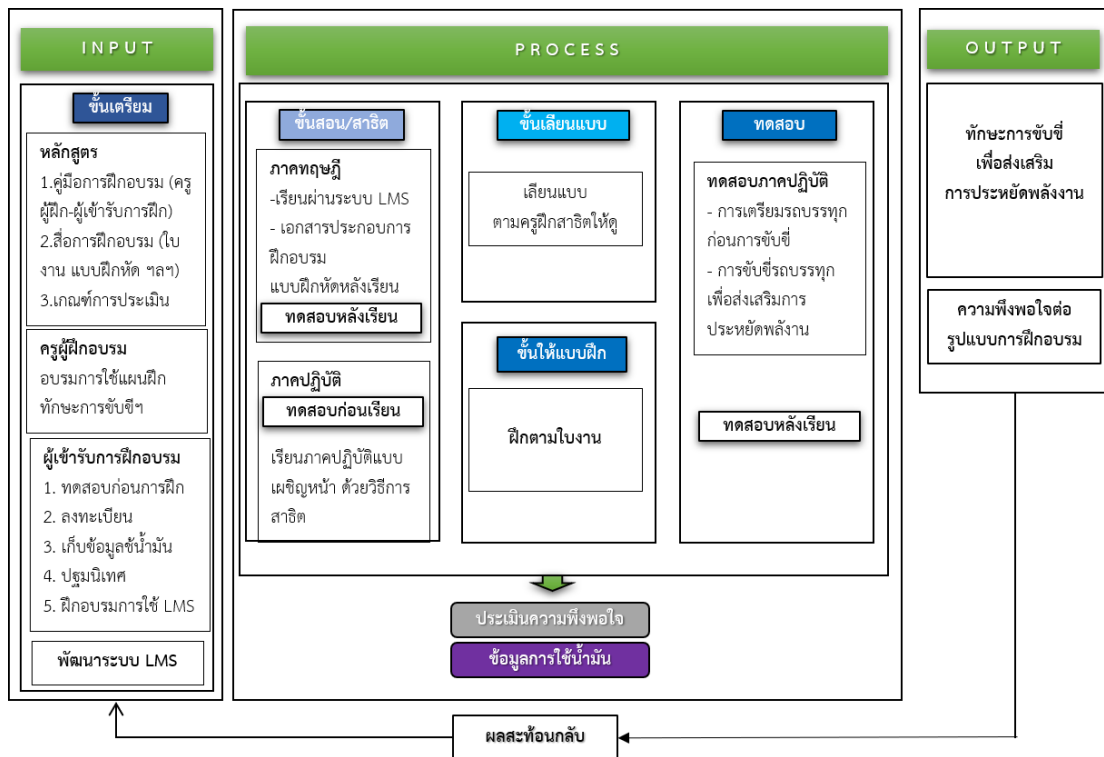 INPUT
ขั้นเตรียม
หลักสูตร
1.คู่มือการฝึกอบรม (ครู
ผู้ฝึก-ผู้เข้ารับการฝึก)
2.สื่อการฝึกอบรม (ใบ
งาน แบบฝึกหัด ฯลฯ)
3.เกณฑ์การประเมิน
ครูผู้ฝึกอบรม
อบรมการใช้แผนฝึก
ทักษะการขับขี่ฯ
ผู้เข้ารับการฝึกอบรม
1. ทดสอบก่อนการฝึก
2. ลงทะเบียน
3. เก็บข้อมูลช้น้ำมัน
4. ปฐมนิเทศ
5. ฝึกอบรมการใช้ LMS
พัฒนาระบบ LMS
PROCESS
ขั้นสอน/สาธิต
ภาคทฤษฎี
-เรียนผ่านระบบ LMS
- เอกสารประกอบการ
ฝึกอบรม
แบบฝึกหัดหลังเรียน
ทดสอบหลังเรียน
ภาคปฏิบัติ
ทดสอบก่อนเรียน
เรียนภาคปฏิบัติแบบ
เผชิญหน้า ด้วยวิธีการ
สาธิต
ขั้นเลียนแบบ
เลียนแบบ
ตามครูฝึกสาธิตให้ดู
ขั้นให้แบบฝึก
ฝึกตามใบงาน
ทดสอบ
ทดสอบภาคปฏิบัติ
- การเตรียมรถบรรทุก
ก่อนการขับขี่
- การขับขี่รถบรรทุก
เพื่อส่งเสริมการ
ประหยัดพลังงาน
ทดสอบหลังเรียน
ประเมินความพึงพอใจ
ข้อมูลการใช้น้ำมัน
OUTPUT
ทักษะการขับขี่
เพื่อส่งเสริม
การประหยัดพลังงาน
ความพึงพอใจต่อ
รูปแบบการฝึกอบรม
ผลสะท้อนกลับ